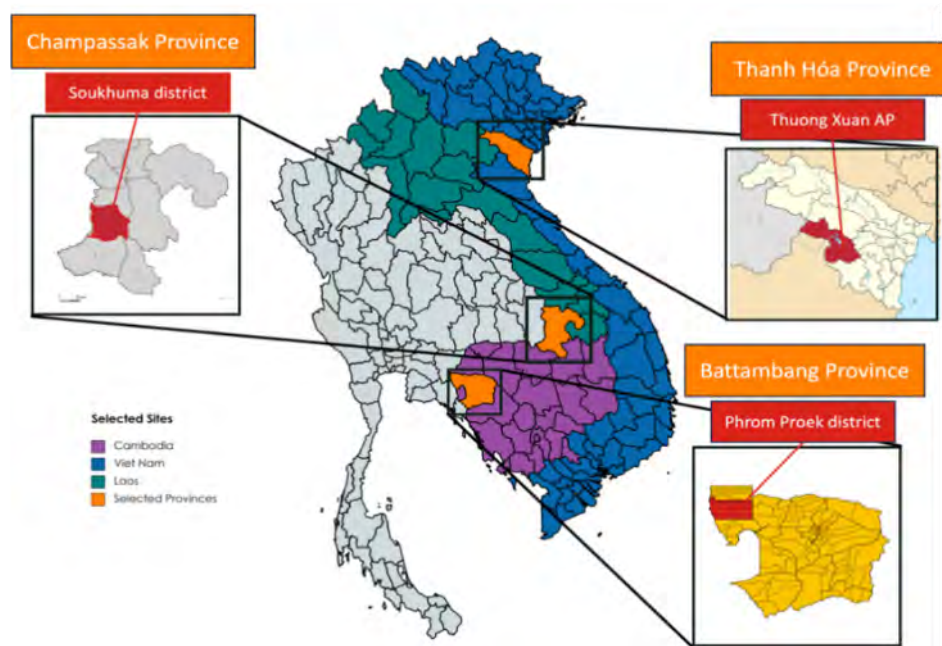 Champassak Province
Soukhuma district
Thanh Hóa Province
Thuong Xuan AP
Battambang Province
Phrom Proek district
Selected Sites
Cambodia
Viet Nam
Laos
Selected Provinces